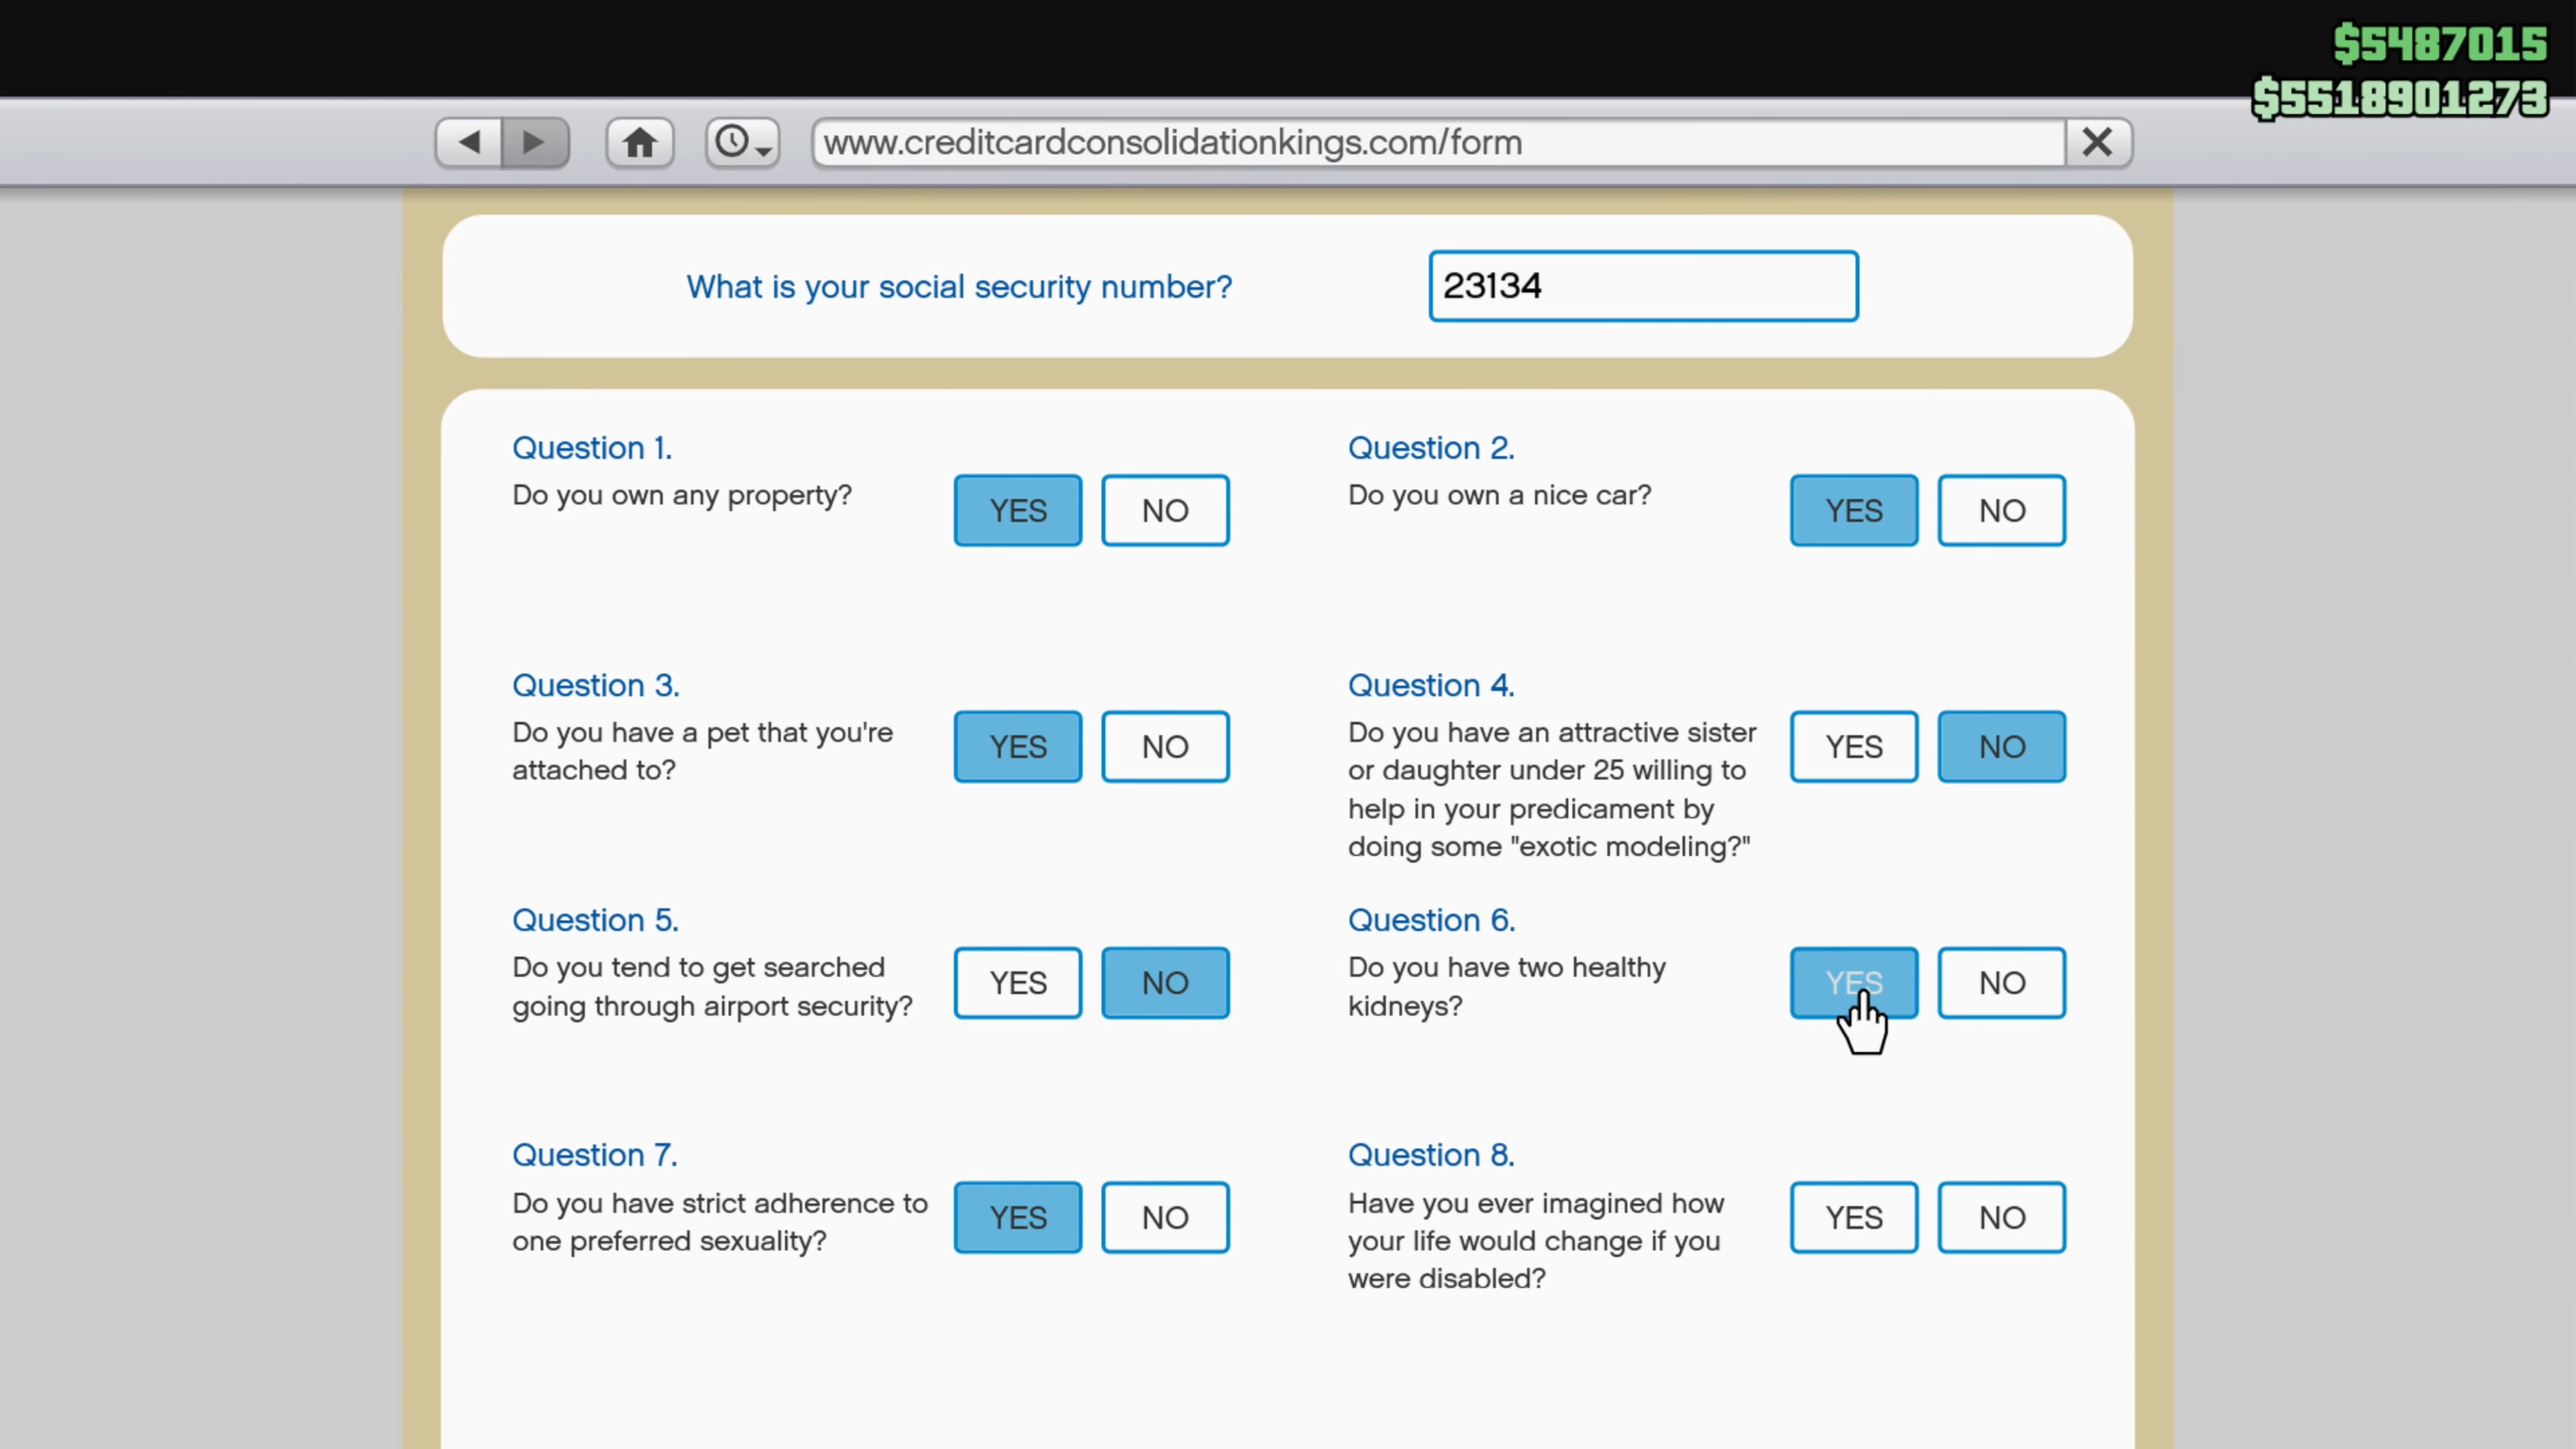 $5487015
$5518901273
www.creditcardconsolidationkings.com/form
What is your social security number?
23134
Question 1.
Do you own any property?
YES
NO
Question 2.
Do you own a nice car?
YES
NO
Question 3.
Do you have a pet that you're
attached to?
YES
NO
Question 4.
Do you have an attractive sister
or daughter under 25 willing to
help in your predicament by
doing some "exotic modeling?"
YES
NO
Question 5.
Do you tend to get searched
going through airport security?
YES
NO
Question 6.
Do you have two healthy
kidneys?
YES
NO
Question 7.
Do you have strict adherence to
one preferred sexuality?
YES
NO
Question 8.
Have you ever imagined how
your life would change if you
were disabled?
YES
NO